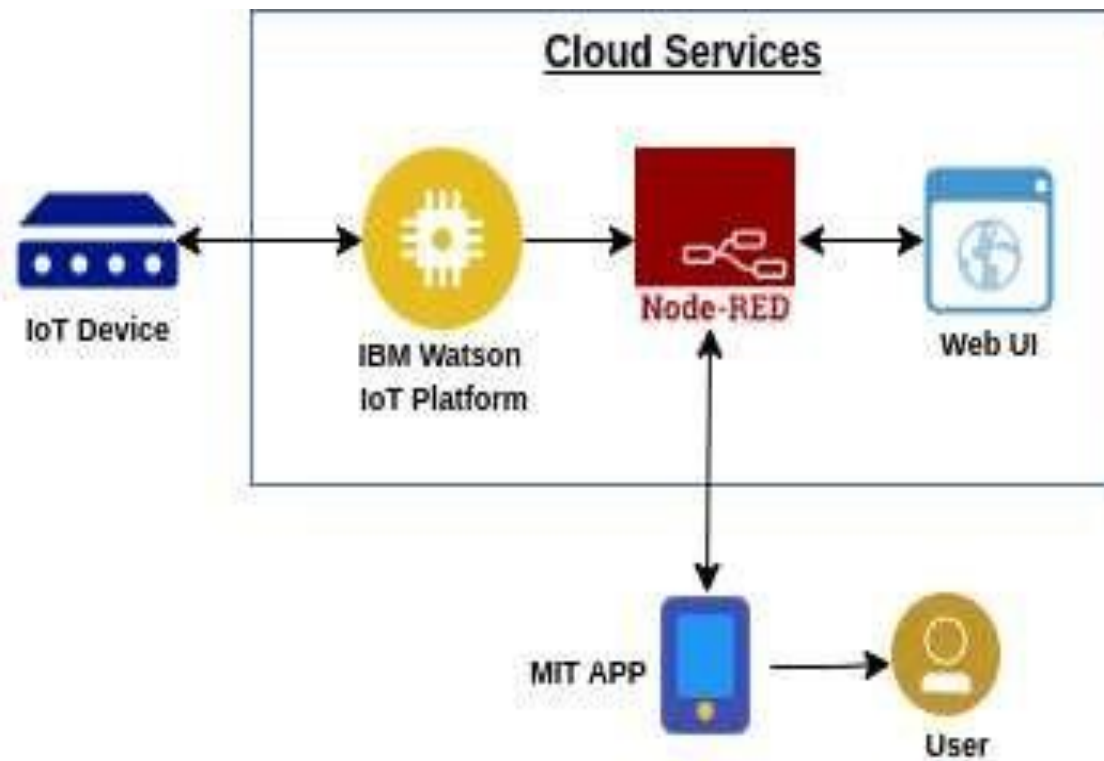 Cloud Services
IoT Device
IBM Watson
IoT Platform
Node-RED
Web UI
MIT APP
User